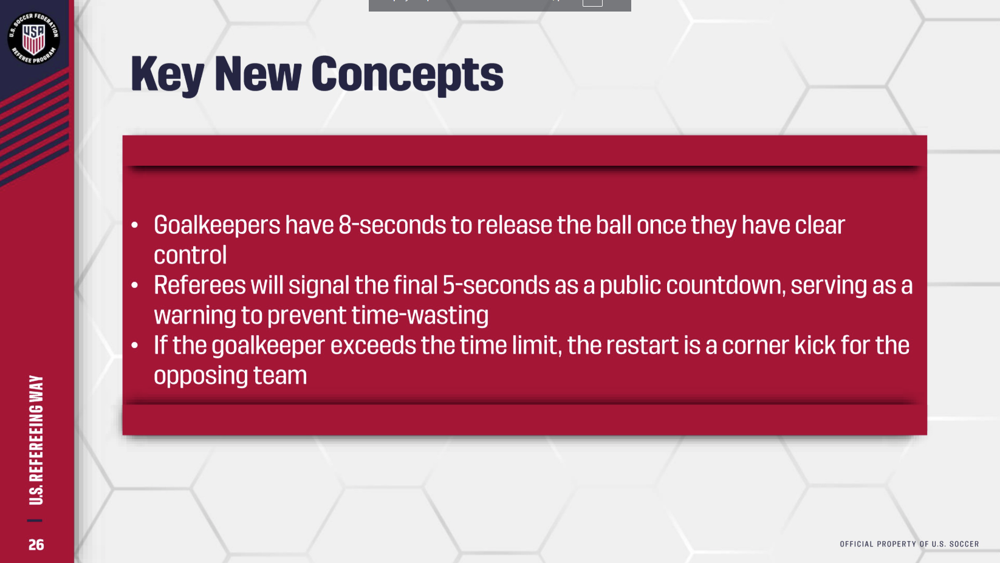 U.S. SOCCER FEDERATION
USA
REFEREE PROGRAM
Key New Concepts
• Goalkeepers have 8-seconds to release the ball once they have clear
control
• Referees will signal the final 5-seconds as a public countdown, serving as a
warning to prevent time-wasting
• If the goalkeeper exceeds the time limit, the restart is a corner kick for the
opposing team
U.S. REFEREEING WAY
26
OFFICIAL PROPERTY OF U.S. SOCCER